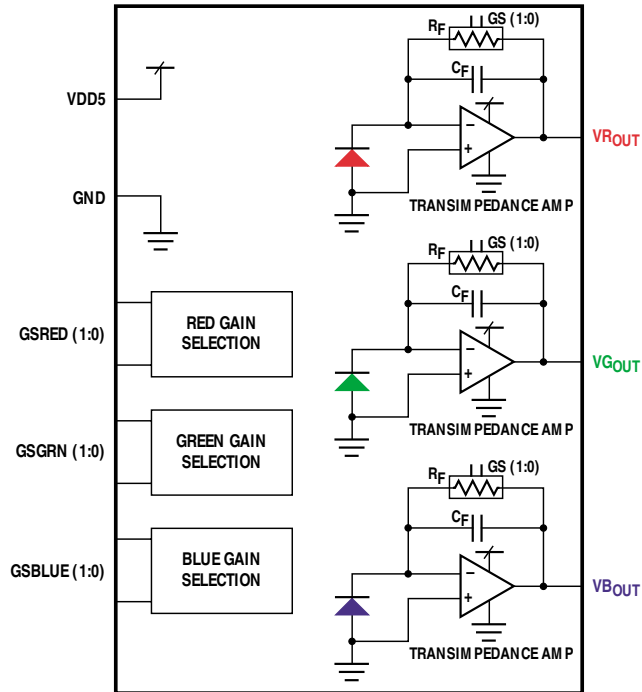 VDD5
GND
GSRED (1:0)
RED GAIN
SELECTION
GSGRN (1:0)
GREEN GAIN
SELECTION
GSBLUE (1:0)
BLUE GAIN
SELECTION
RF
GS (1:0)
CF
VROUT
TRANSIMPEDANCE AMP
RF
GS (1:0)
CF
VGOUT
TRANSIMPEDANCE AMP
RF
GS (1:0)
CF
VBOUT
TRANSIMPEDANCE AMP